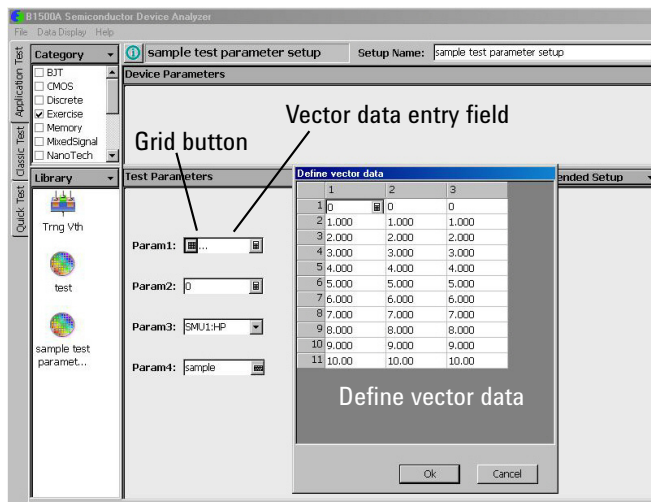 B1500A Semiconductor Device Analyzer
File Data Display Help
Application Test
Classic Test
Quick Test
Category
BJT
CMOS
Discrete
Exercise
Memory
MixedSignal
NanoTech
Library
Trng Vth
test
sample test
paramet...
sample test parameter setup
Setup Name: sample test parameter setup
Device Parameters
Vector data entry field
Grid button
Test Parameters
ended Setup
Param1: ...
Param2: 0
Param3: SMU1:HP
Param4: sample
Define vector data
1 2 3
1 0 0 0
2 1.000 1.000 1.000
3 2.000 2.000 2.000
4 3.000 3.000 3.000
5 4.000 4.000 4.000
6 5.000 5.000 5.000
7 6.000 6.000 6.000
8 7.000 7.000 7.000
9 8.000 8.000 8.000
10 9.000 9.000 9.000
11 10.00 10.00 10.00
Define vector data
Ok Cancel